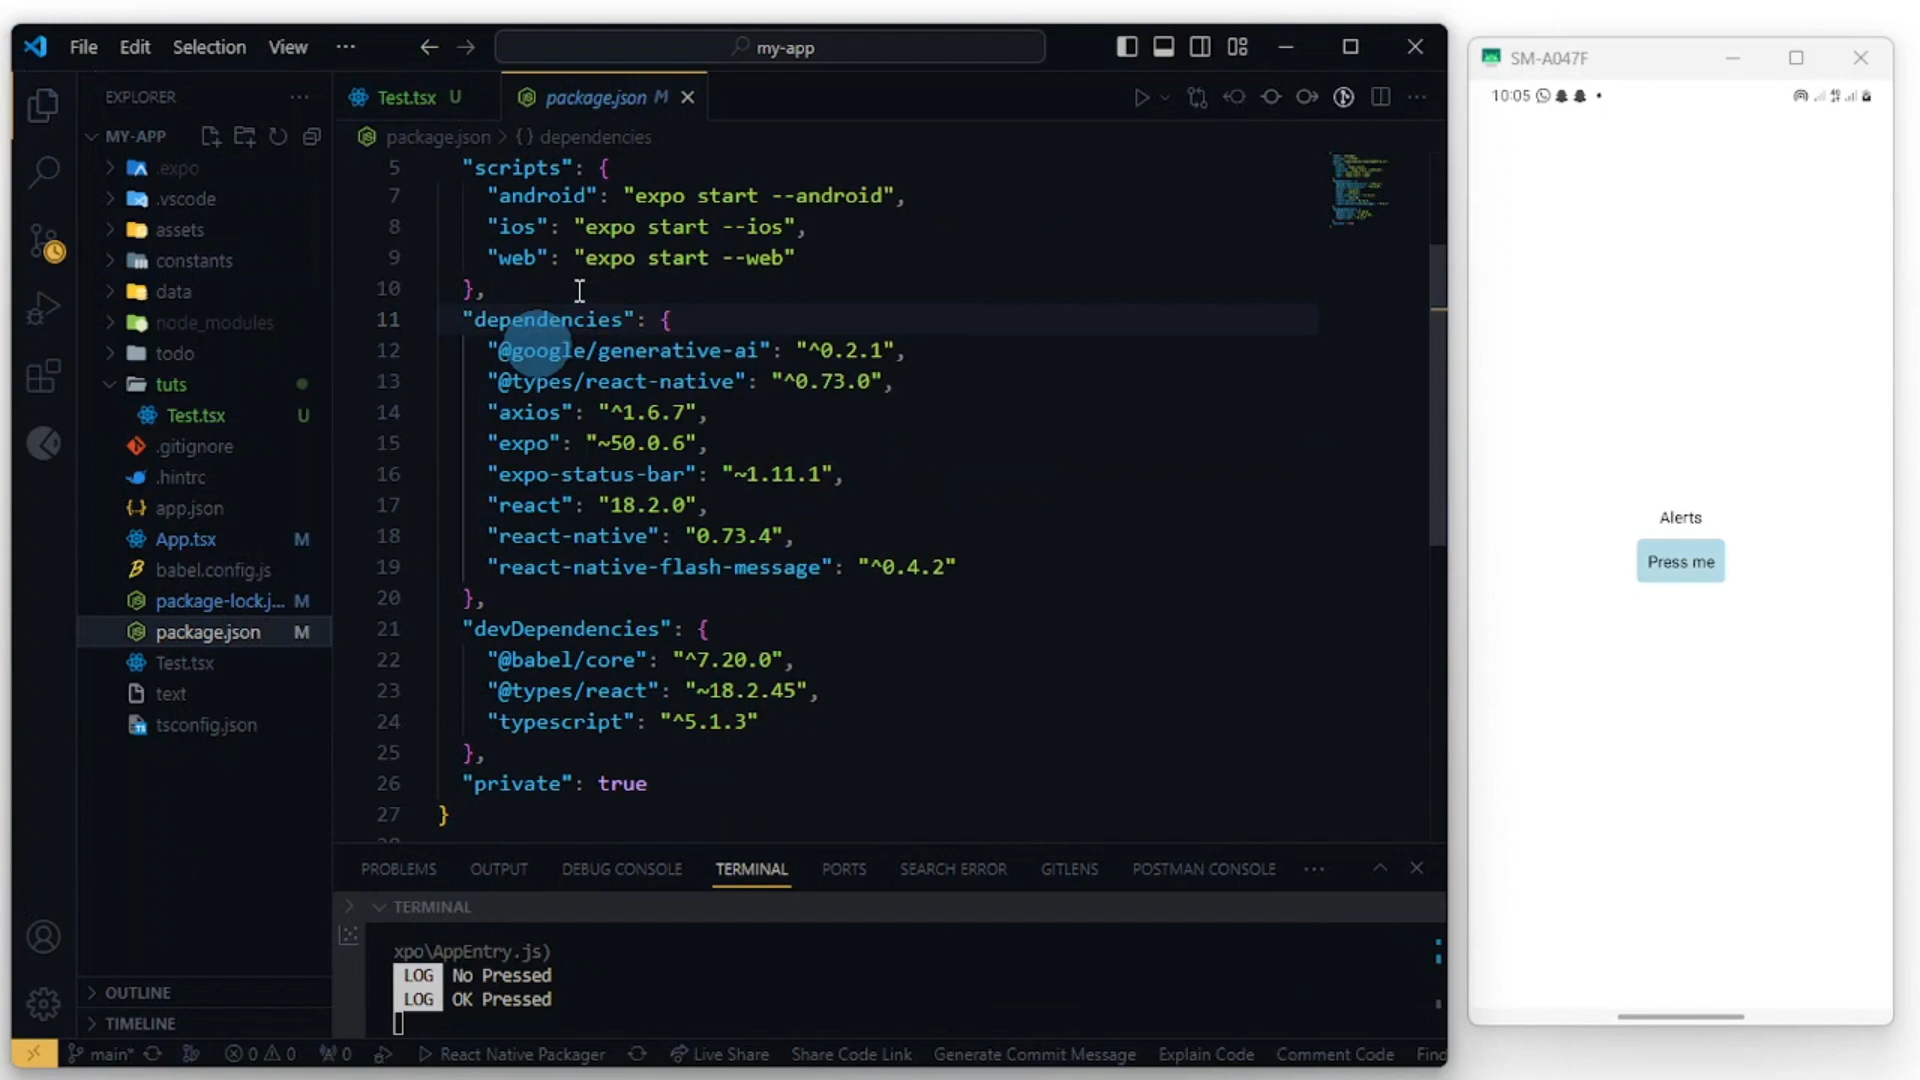 File Edit Selection View ··· my-app
EXPLORER ···
MY-APP
.expo
.vscode
assets
constants
data
node_modules
todo
tuts
Test.tsx U
.gitignore
.hintrc
app.json
App.tsx M
babel.config.js
package-lock.j... M
package.json M
Test.tsx
text
tsconfig.json
OUTLINE
TIMELINE
Test.tsx U package.json M
package.json > {} dependencies
5 "scripts": {
7 "android": "expo start --android",
8 "ios": "expo start --ios",
9 "web": "expo start --web"
10 },
11 "dependencies": {
12 "@google/generative-ai": "^0.2.1",
13 "@types/react-native": "^0.73.0",
14 "axios": "^1.6.7",
15 "expo": "~50.0.6",
16 "expo-status-bar": "~1.11.1",
17 "react": "18.2.0",
18 "react-native": "0.73.4",
19 "react-native-flash-message": "^0.4.2"
20 },
21 "devDependencies": {
22 "@babel/core": "^7.20.0",
23 "@types/react": "~18.2.45",
24 "typescript": "^5.1.3"
25 },
26 "private": true
27 }
PROBLEMS OUTPUT DEBUG CONSOLE TERMINAL PORTS SEARCH ERROR GITLENS POSTMAN CONSOLE ···
TERMINAL
xpo\AppEntry.js)
LOG No Pressed
LOG OK Pressed
main* 0 0 0 React Native Packager Live Share Share Code Link Generate Commit Message Explain Code Comment Code Find
SM-A047F
10:05
Alerts
Press me